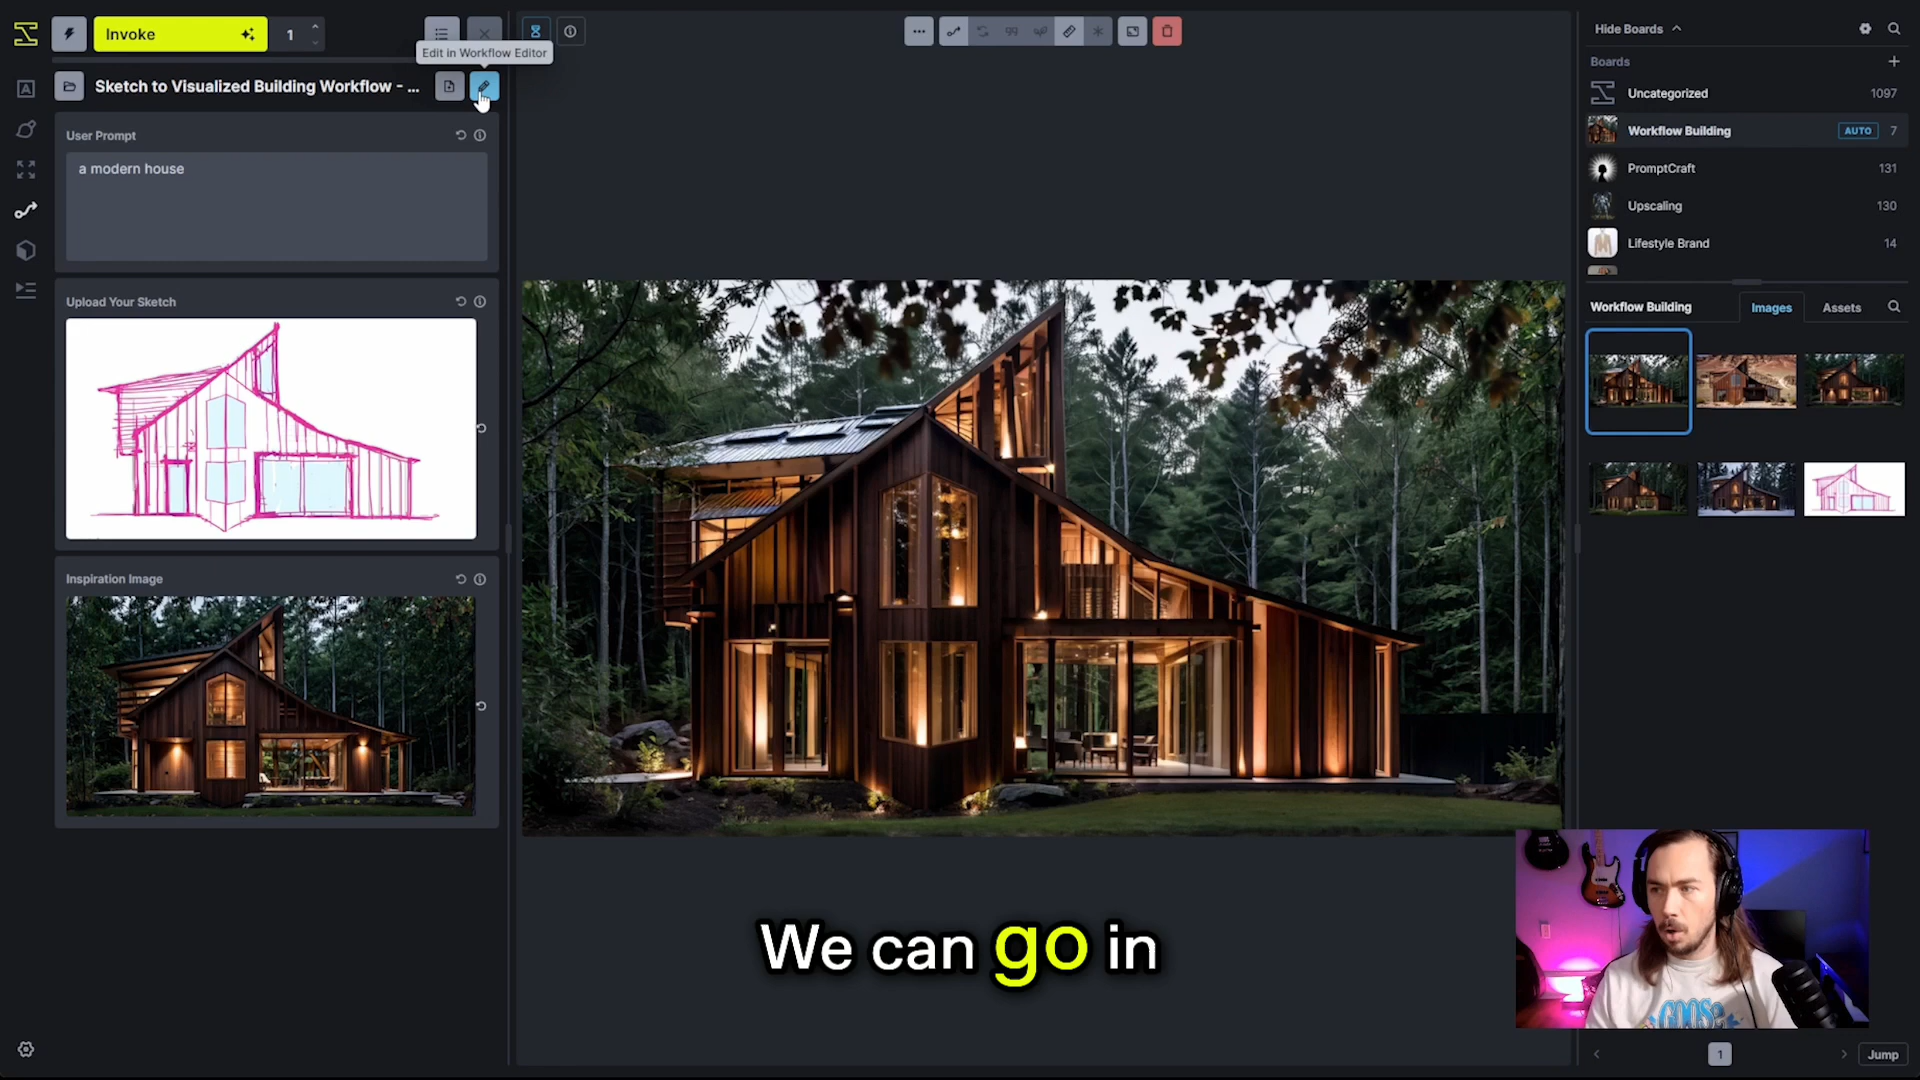 Invoke
1
Edit in Workflow Editor
Sketch to Visualized Building Workflow - ...
User Prompt
a modern house
Upload Your Sketch
Inspiration Image
We can go in
Hide Boards
Boards
Uncategorized 1097
Workflow Building AUTO 7
PromptCraft 131
Upscaling 130
Lifestyle Brand 14
Workflow Building Images Assets
GOOSE
1
Jump